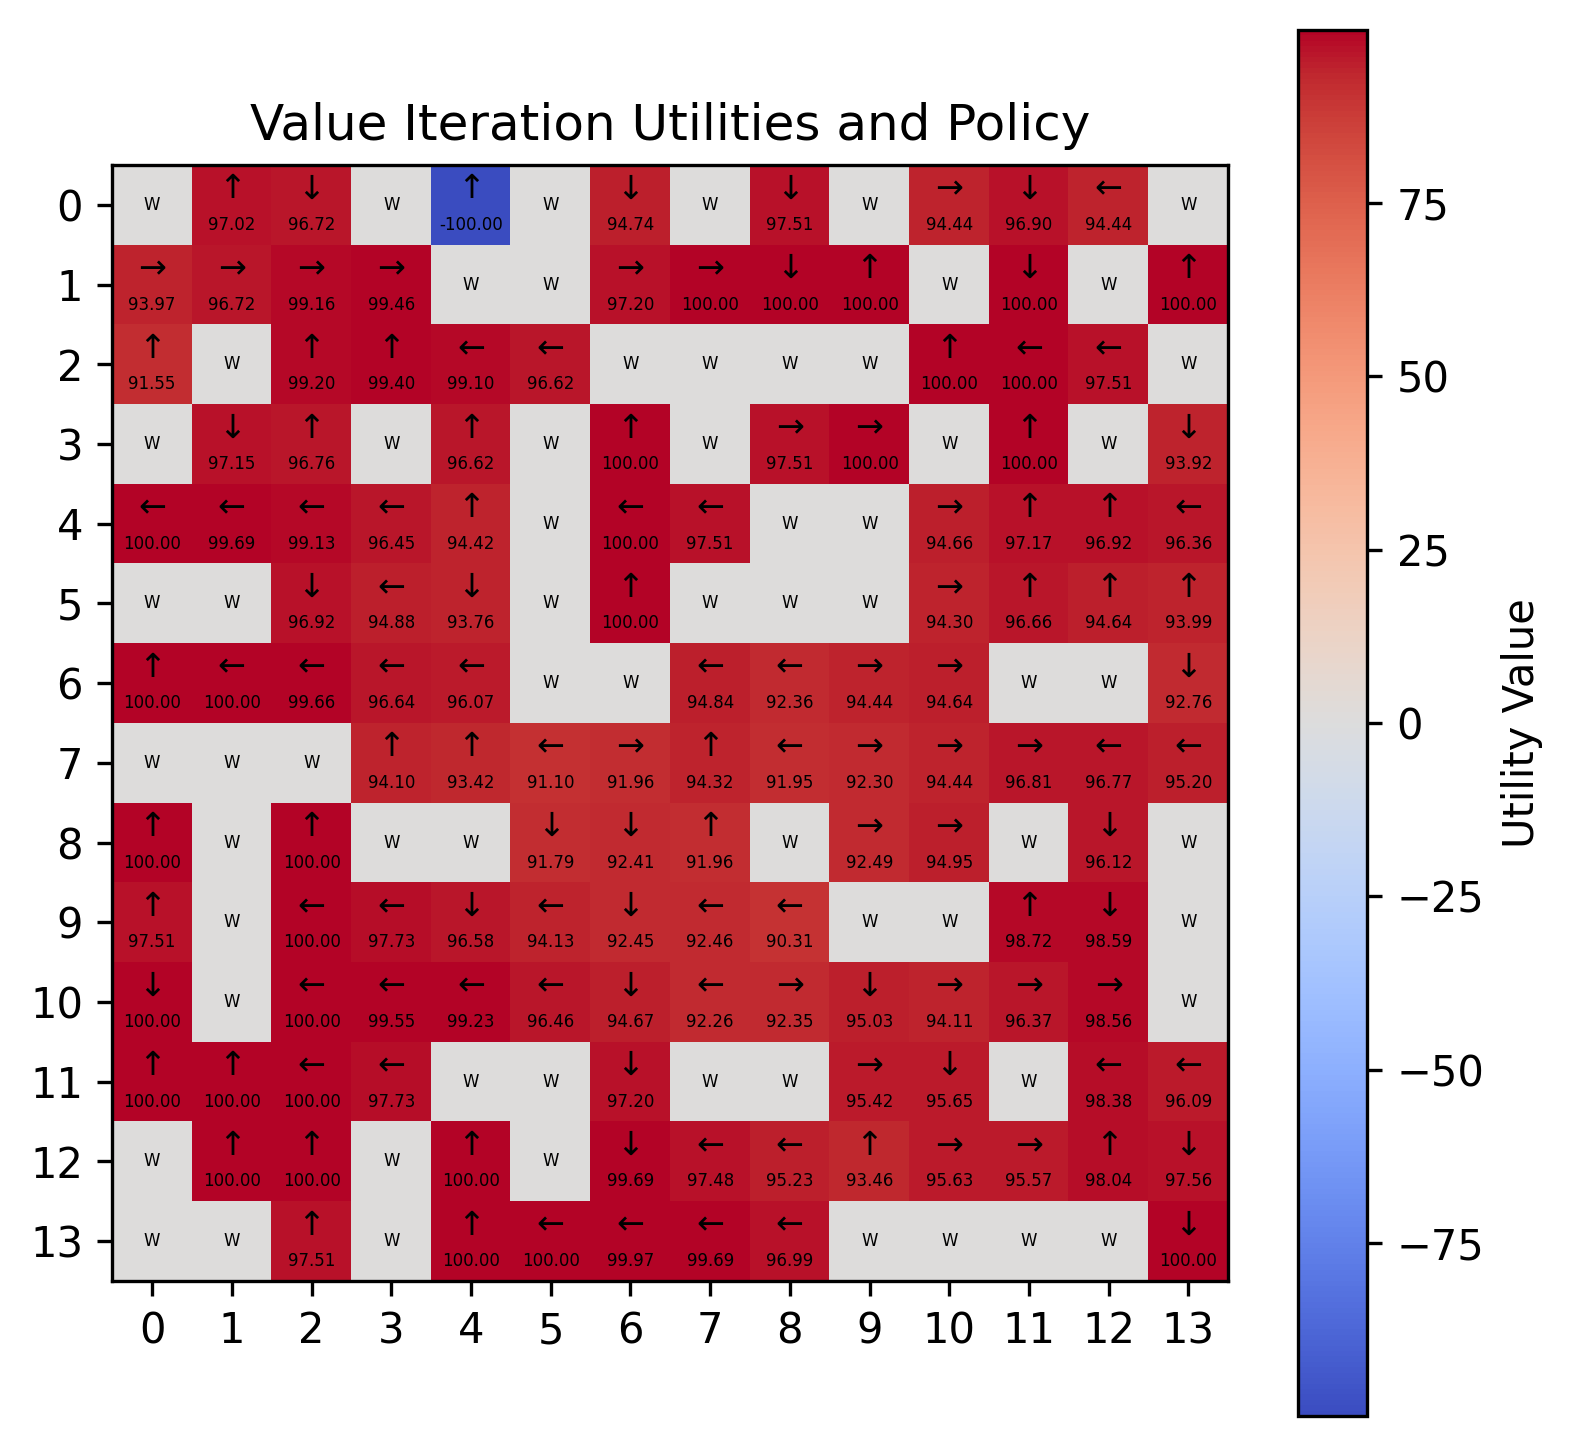 Value Iteration Utilities and Policy
0 W ↑ ↓ W ↑ W ↓ W ↓ W → ↓ ← W
97.02 96.72 -100.00 94.74 97.51 94.44 96.90 94.44
1 → → → → W W → → ↓ ↑ W ↓ W ↑
93.97 96.72 99.16 99.46 97.20 100.00 100.00 100.00 100.00 100.00
2 ↑ W ↑ ↑ ← ← W W W W ↑ ← ← W
91.55 99.20 99.40 99.10 96.62 100.00 100.00 97.51
3 W ↓ ↑ W ↑ W ↑ W → → W ↑ W ↓
97.15 96.76 96.62 100.00 97.51 100.00 100.00 93.92
4 ← ← ← ← ↑ W ← ← W W → ↑ ↑ ←
100.00 99.69 99.13 96.45 94.42 100.00 97.51 94.66 97.17 96.92 96.36
5 W W ↓ ← ↓ W ↑ W W W → ↑ ↑ ↑
96.92 94.88 93.76 100.00 94.30 96.66 94.64 93.99
6 ↑ ← ← ← ← W W ← ← → → W W ↓
100.00 100.00 99.66 96.64 96.07 94.84 92.36 94.44 94.64 92.76
7 W W W ↑ ↑ ← → ↑ ← → → → ← ←
94.10 93.42 91.10 91.96 94.32 91.95 92.30 94.44 96.81 96.77 95.20
8 ↑ W ↑ W W ↓ ↓ ↑ W → → W ↓ W
100.00 100.00 91.79 92.41 91.96 92.49 94.95 96.12
9 ↑ W ← ← ↓ ← ↓ ← ← W W ↑ ↓ W
97.51 100.00 97.73 96.58 94.13 92.45 92.46 90.31 98.72 98.59
10 ↓ W ← ← ← ← ↓ ← → ↓ → → → W
100.00 100.00 99.55 99.23 96.46 94.67 92.26 92.35 95.03 94.11 96.37 98.56
11 ↑ ↑ ← ← W W ↓ W W → ↓ W ← ←
100.00 100.00 100.00 97.73 97.20 95.42 95.65 98.38 96.09
12 W ↑ ↑ W ↑ W ↓ ← ← ↑ → → ↑ ↓
100.00 100.00 100.00 99.69 97.48 95.23 93.46 95.63 95.57 98.04 97.56
13 W W ↑ W ↑ ← ← ← ← W W W W ↓
97.51 100.00 100.00 99.97 99.69 96.99 100.00
0 1 2 3 4 5 6 7 8 9 10 11 12 13
75
50
25
0
−25
−50
−75
Utility Value